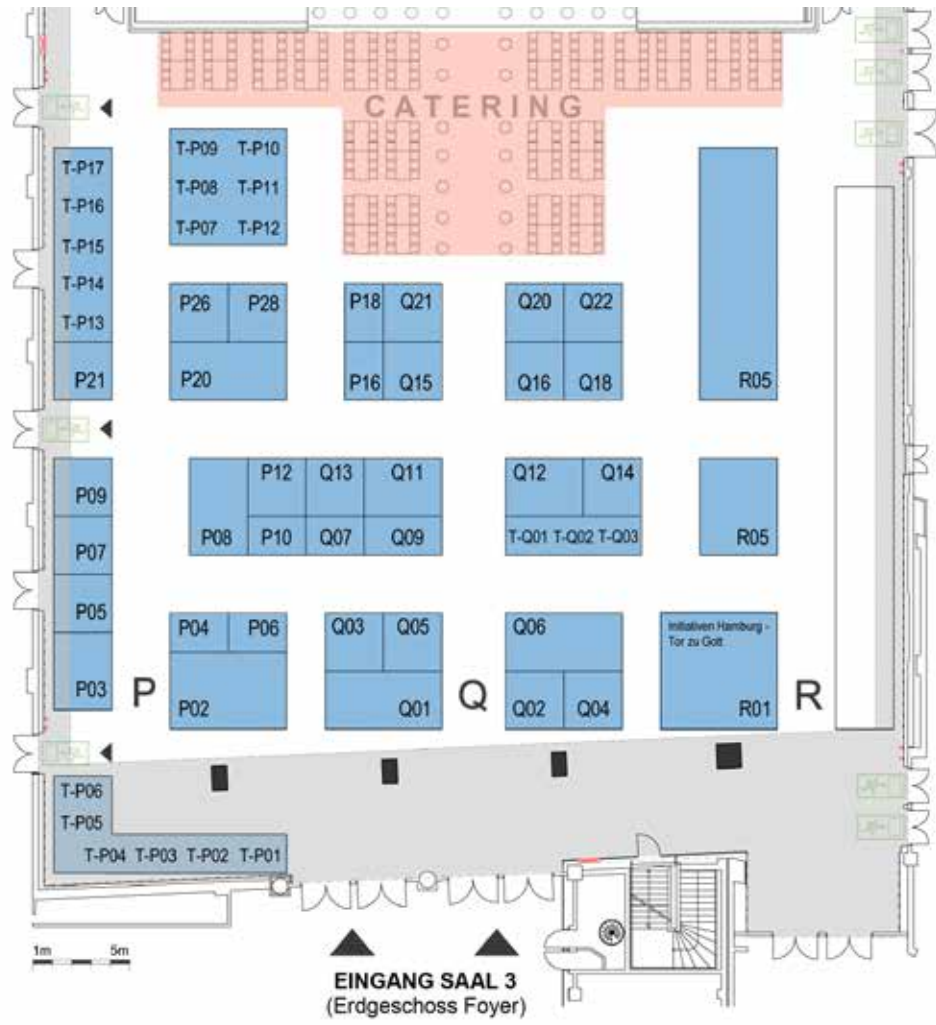 CATERING
T-P09 T-P10
T-P17
T-P08 T-P11
T-P16
T-P07 T-P12
T-P15
T-P14
P26 P28 P18 Q21 Q20 Q22
T-P13
P21 P20 P16 Q15 Q16 Q18 R05
P12 Q13 Q11 Q12 Q14
P09
P08 P10 Q07 Q09 T-Q01 T-Q02 T-Q03 R05
P07
P05
P04 P06 Q03 Q05 Q06 Initiativen Hamburg -
Tor zu Gott
P03 P Q R
P02 Q01 Q02 Q04 R01
T-P06
T-P05
T-P04 T-P03 T-P02 T-P01
1m 5m
EINGANG SAAL 3
(Erdgeschoss Foyer)